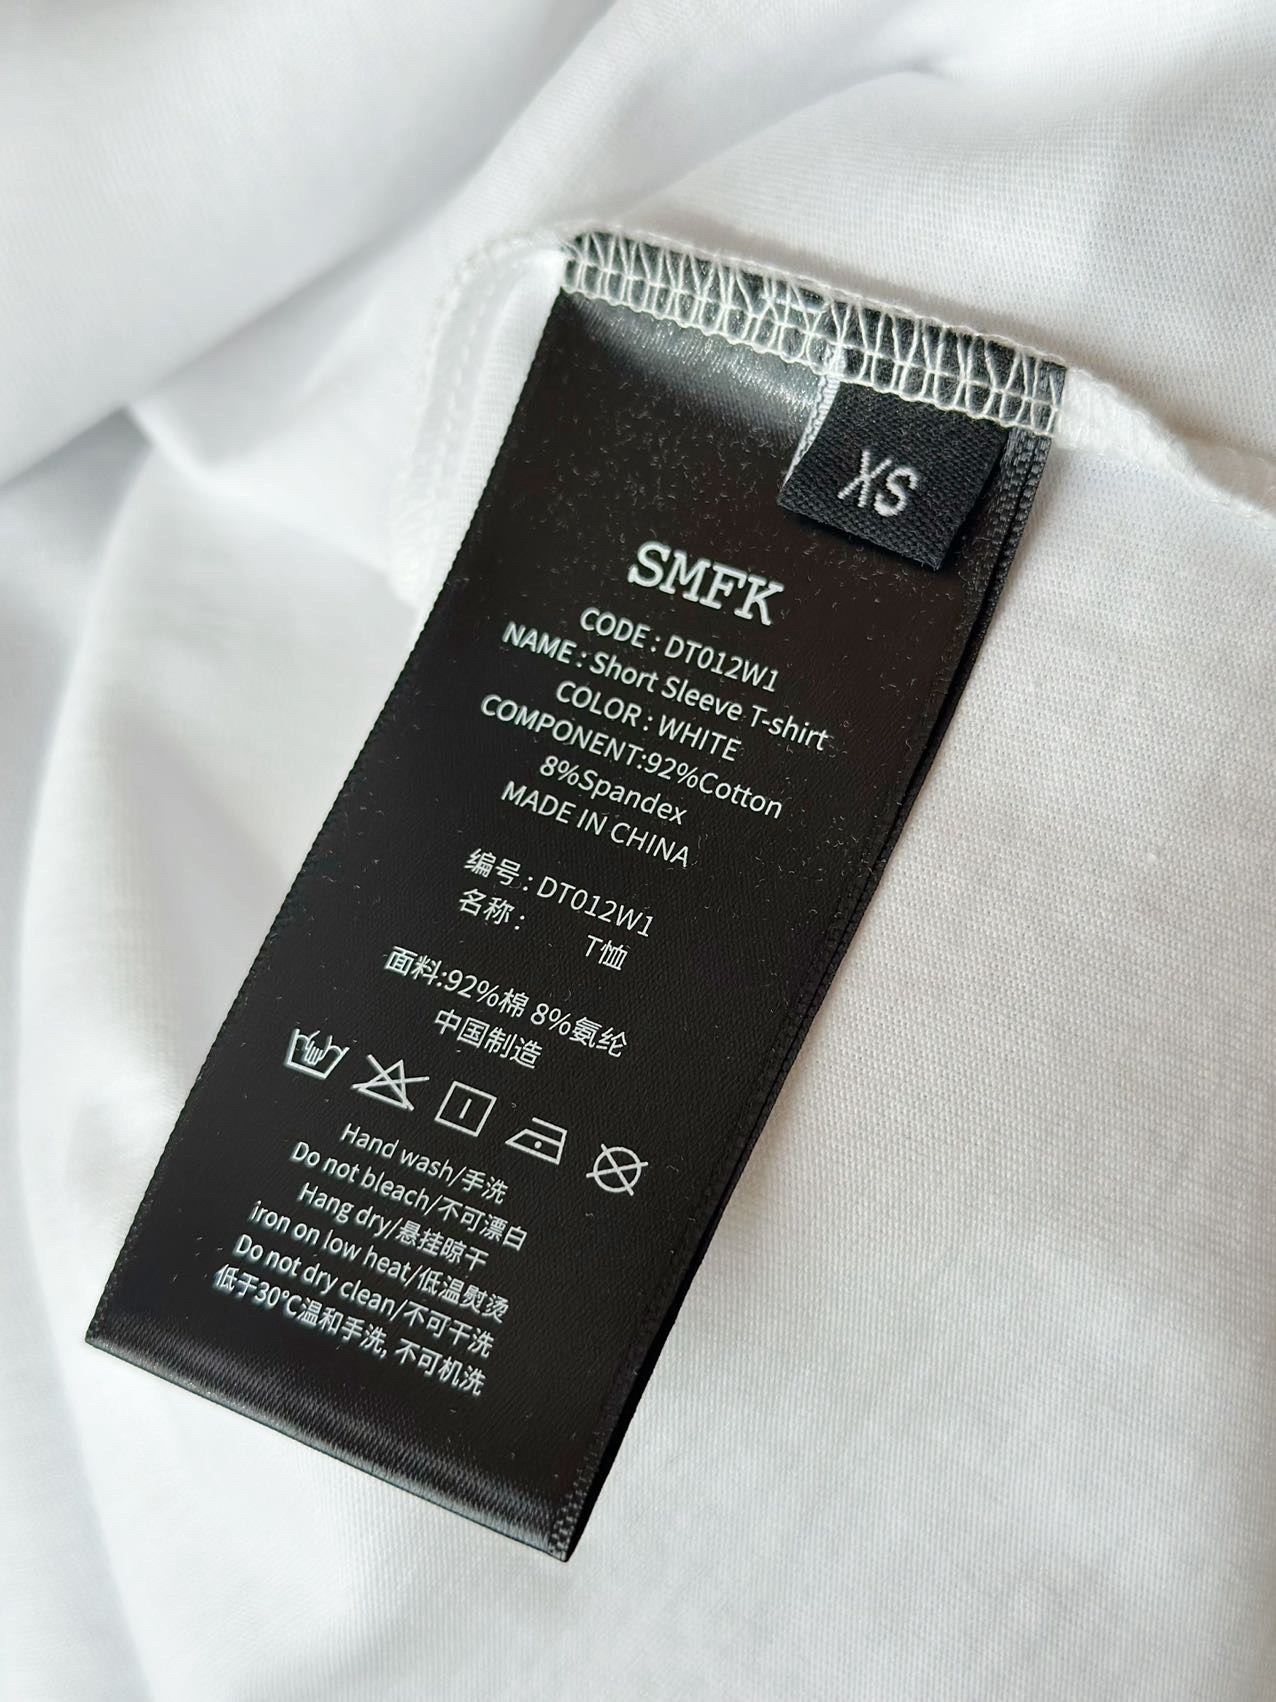 XS
SMFK
CODE : DT012W1
NAME : Short Sleeve T-shirt
COLOR : WHITE
COMPONENT:92%Cotton
8%Spandex
MADE IN CHINA
编号 : DT012W1
名称 : T恤
面料:92%棉 8%氨纶
中国制造
Hand wash/手洗
Do not bleach/不可漂白
Hang dry/悬挂晾干
iron on low heat/低温熨烫
Do not dry clean/不可干洗
低于30°C温和手洗, 不可机洗